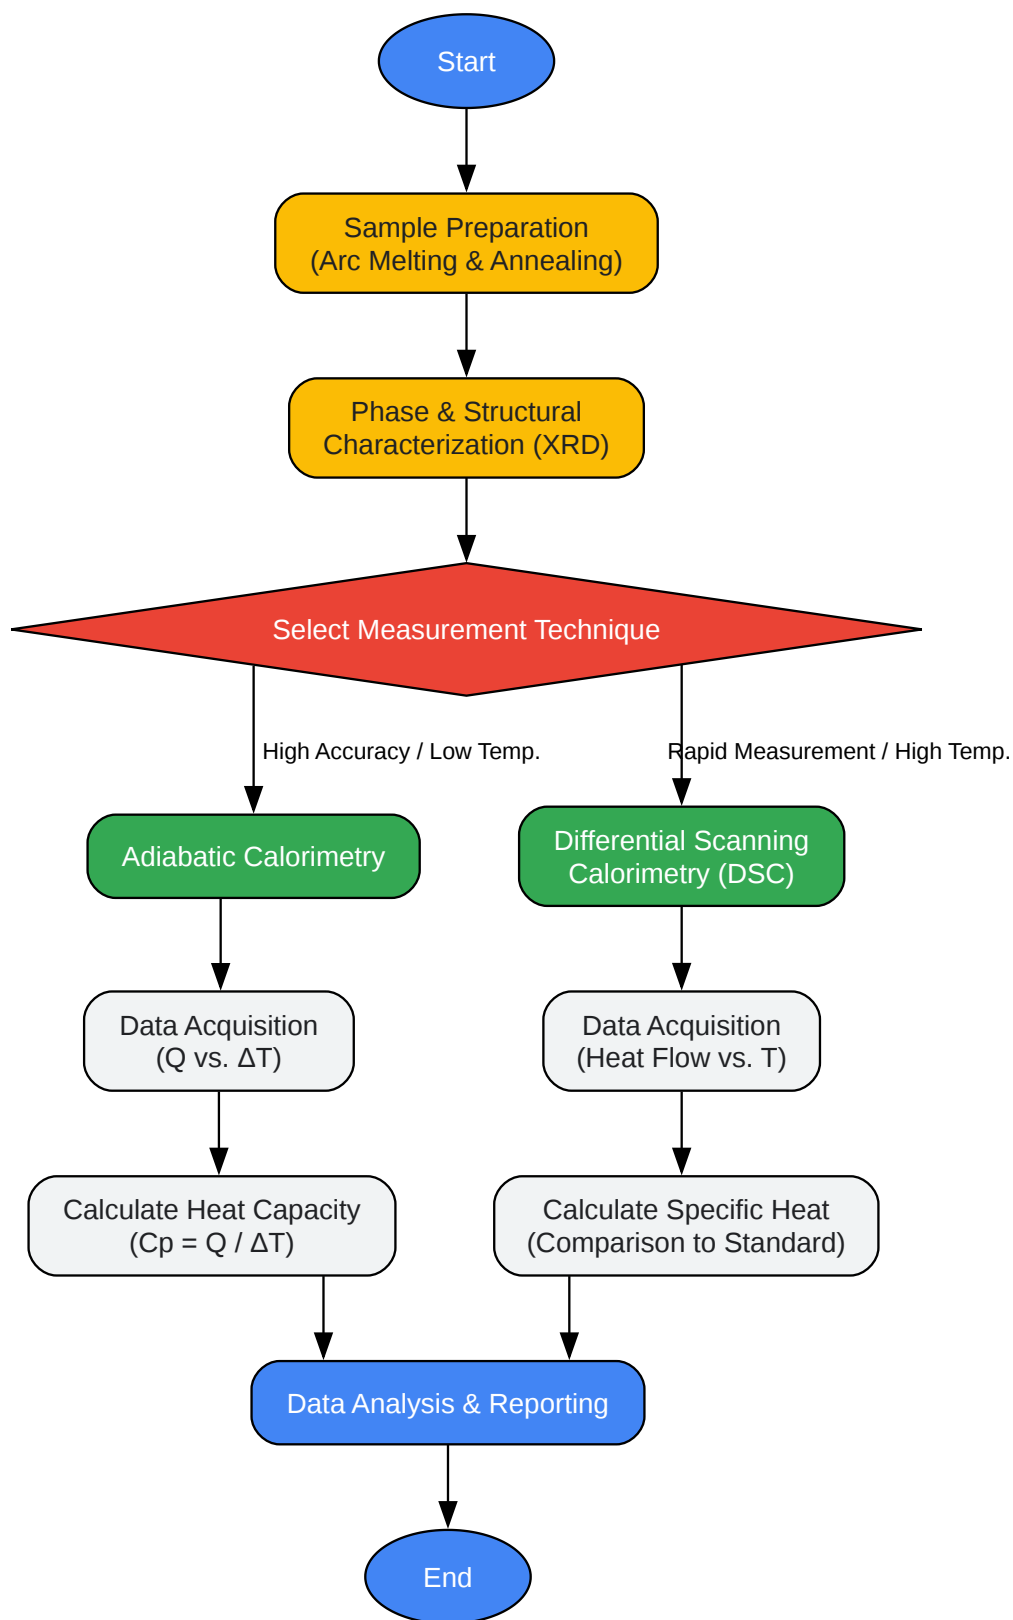 Start
Sample Preparation
(Arc Melting & Annealing)
Phase & Structural
Characterization (XRD)
Select Measurement Technique
High Accuracy / Low Temp.
Rapid Measurement / High Temp.
Adiabatic Calorimetry
Differential Scanning
Calorimetry (DSC)
Data Acquisition
(Q vs. ΔT)
Data Acquisition
(Heat Flow vs. T)
Calculate Heat Capacity
(Cp = Q / ΔT)
Calculate Specific Heat
(Comparison to Standard)
Data Analysis & Reporting
End